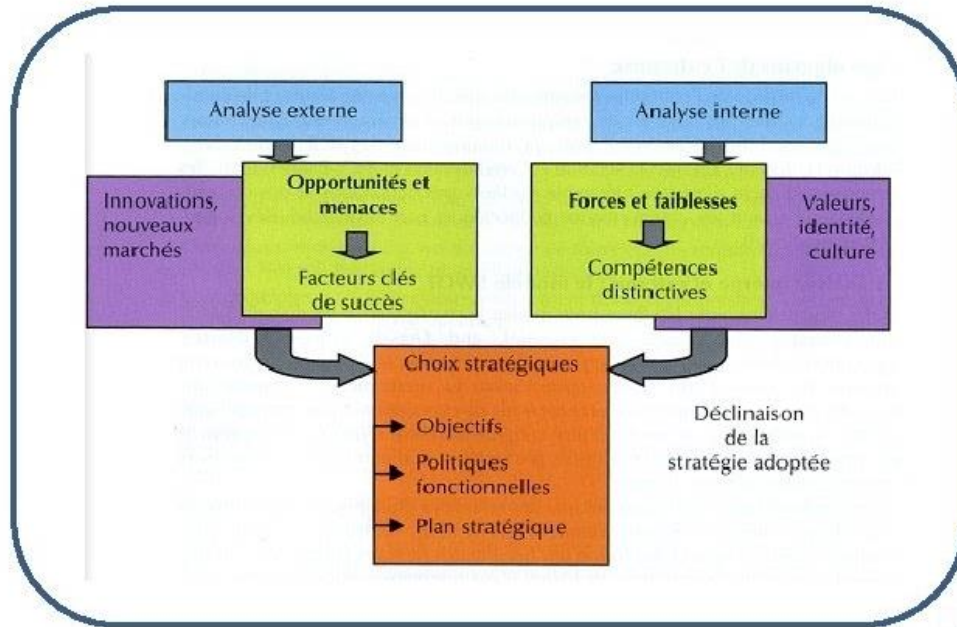 Analyse externe
Analyse interne
Innovations,
nouveaux
marchés
Opportunités et
menaces
Facteurs clés
de succès
Forces et faiblesses
Compétences
distinctives
Valeurs,
identité,
culture
Choix stratégiques
Objectifs
Politiques
fonctionnelles
Plan stratégique
Déclinaison
de la
stratégie adoptée